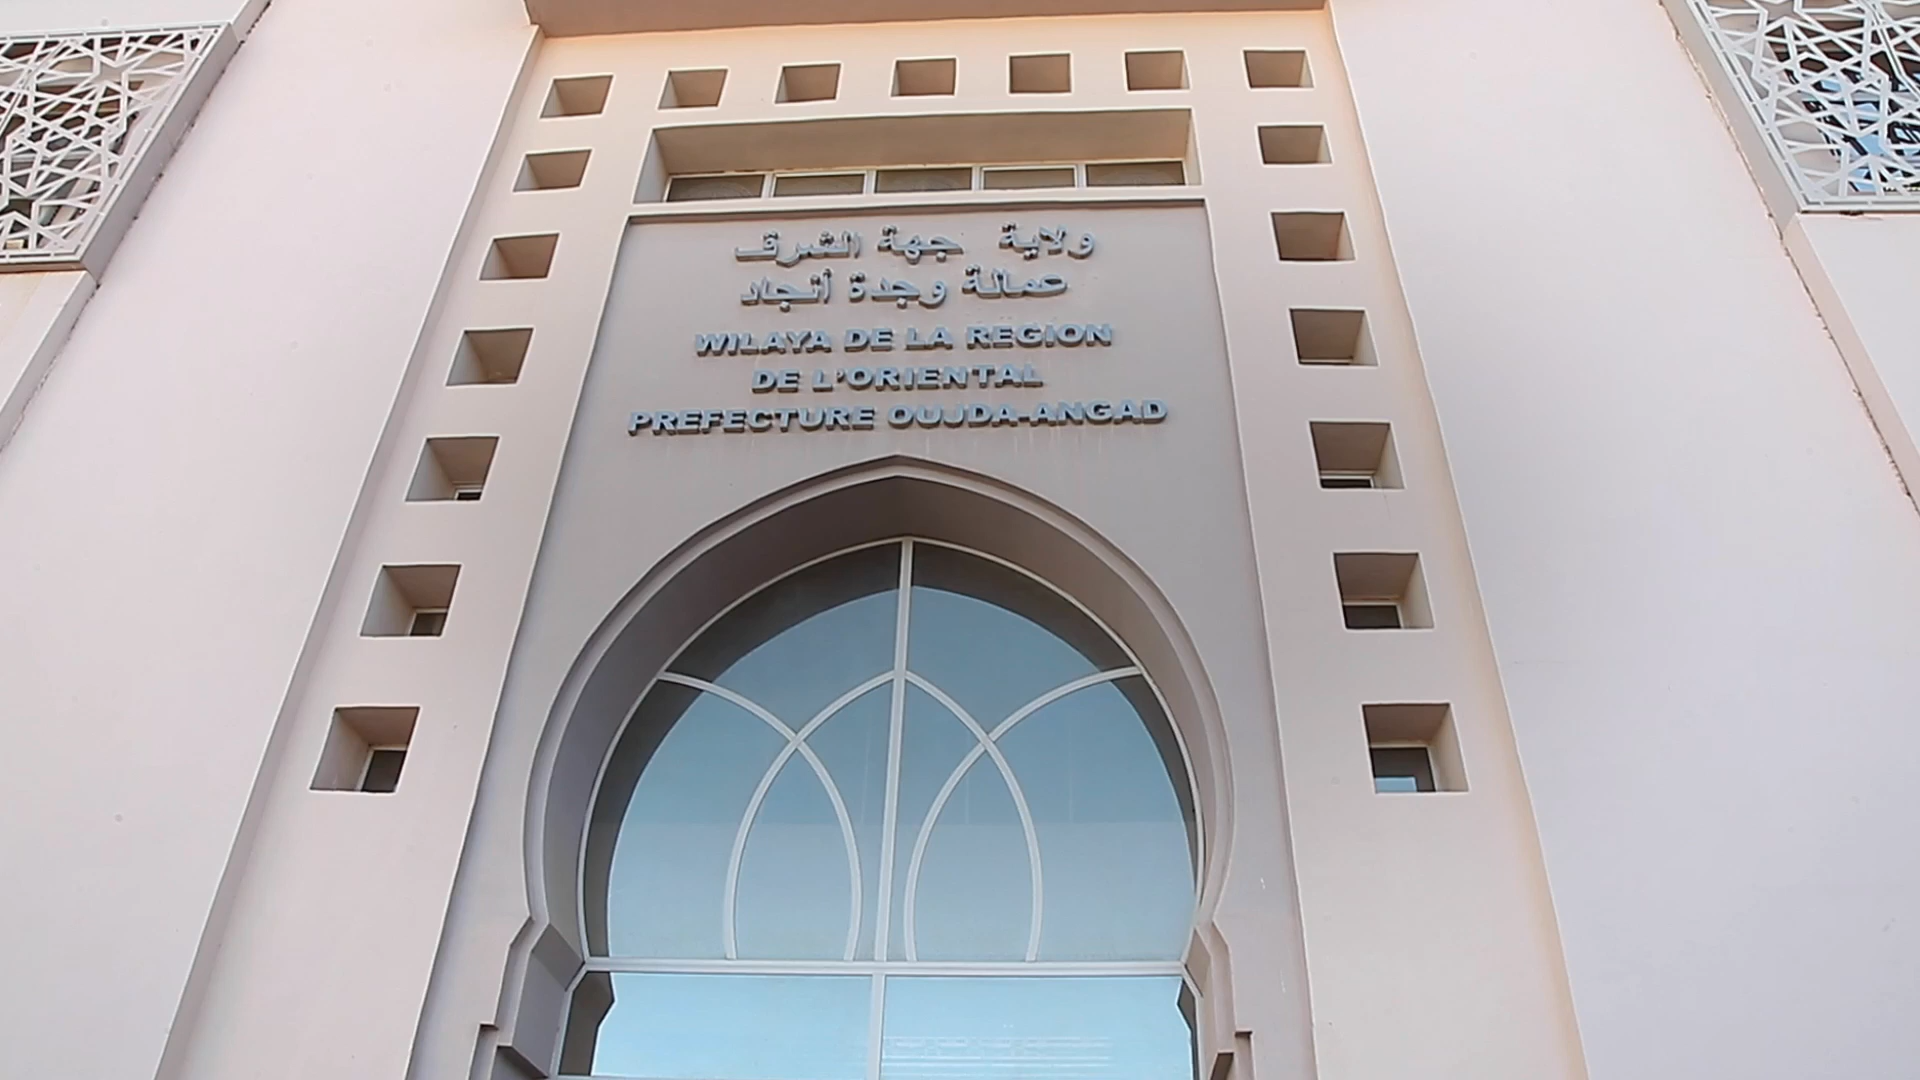 ولاية جهة الشرق
عمالة وجدة أنجاد
WILAYA DE LA REGION
DE L'ORIENTAL
PREFECTURE OUJDA-ANGAD